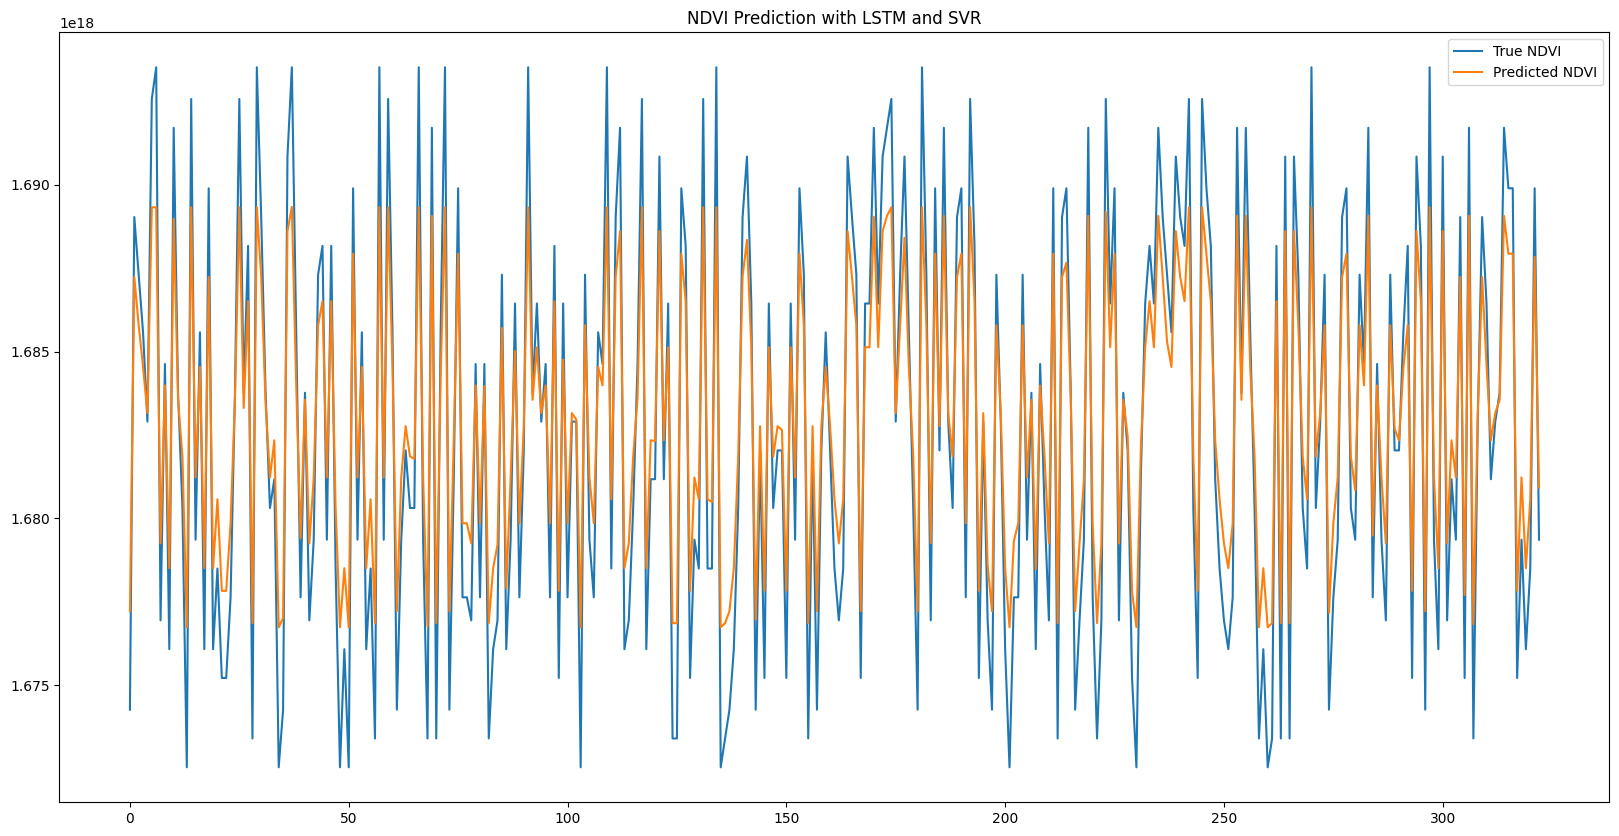 NDVI Prediction with LSTM and SVR
1e18
True NDVI
Predicted NDVI
1.690
1.685
1.680
1.675
0 50 100 150 200 250 300